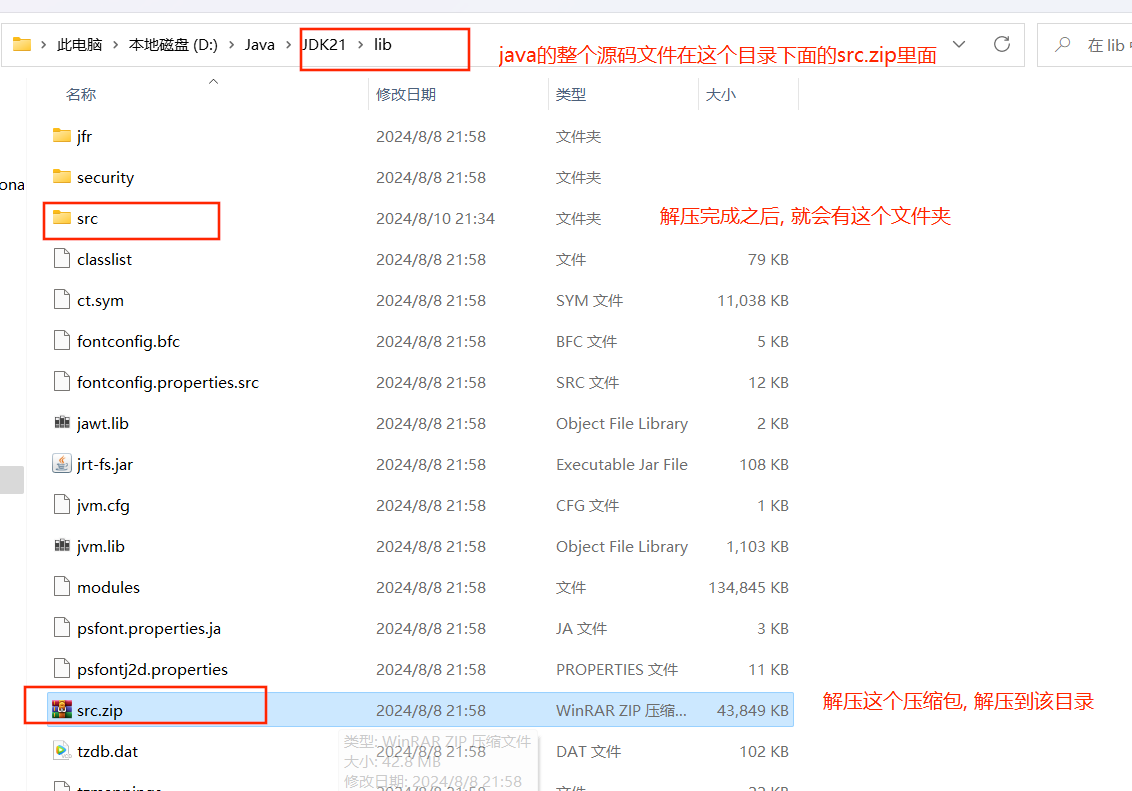 此电脑 > 本地磁盘 (D:) > Java > JDK21 > lib
java的整个源码文件在这个目录下面的src.zip里面
在 lib
名称 修改日期 类型 大小
jfr 2024/8/8 21:58 文件夹
ona
security 2024/8/8 21:58 文件夹
src 2024/8/10 21:34 文件夹
解压完成之后, 就会有这个文件夹
classlist 2024/8/8 21:58 文件 79 KB
ct.sym 2024/8/8 21:58 SYM 文件 11,038 KB
fontconfig.bfc 2024/8/8 21:58 BFC 文件 5 KB
fontconfig.properties.src 2024/8/8 21:58 SRC 文件 12 KB
jawt.lib 2024/8/8 21:58 Object File Library 2 KB
jrt-fs.jar 2024/8/8 21:58 Executable Jar File 108 KB
jvm.cfg 2024/8/8 21:58 CFG 文件 1 KB
jvm.lib 2024/8/8 21:58 Object File Library 1,103 KB
modules 2024/8/8 21:58 文件 134,845 KB
psfont.properties.ja 2024/8/8 21:58 JA 文件 3 KB
psfontj2d.properties 2024/8/8 21:58 PROPERTIES 文件 11 KB
src.zip 2024/8/8 21:58 WinRAR ZIP 压缩... 43,849 KB
解压这个压缩包, 解压到该目录
tzdb.dat 2024/8/8 21:58 DAT 文件 102 KB
类型: WinRAR ZIP 压缩文件
大小: 42.8 MB
修改日期: 2024/8/8 21:58